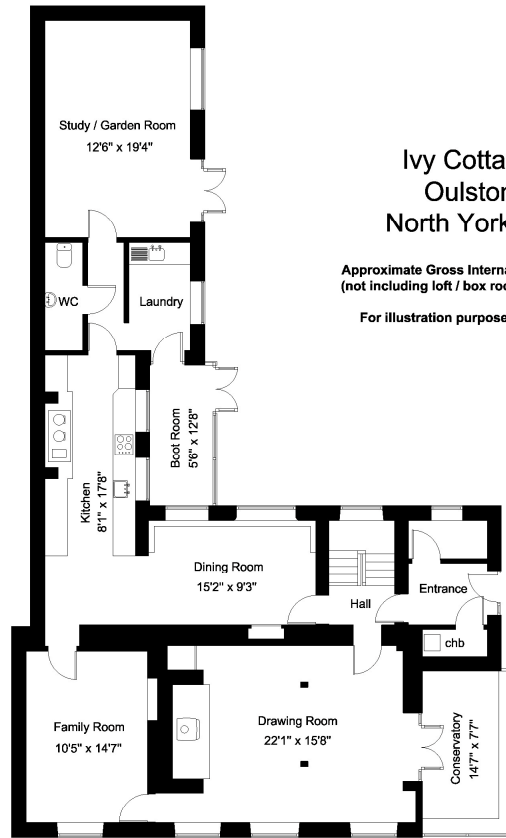 Study / Garden Room
12'6" x 19'4"
Ivy Cotta
Oulston
North York
Approximate Gross Interna
(not including loft / box roo
For illustration purpose
WC
Laundry
Boot Room
5'6" x 12'8"
Kitchen
8'1" x 17'8"
Dining Room
15'2" x 9'3"
Hall
Entrance
chb
Family Room
10'5" x 14'7"
Drawing Room
22'1" x 15'8"
Conservatory
14'7" x 7'7"